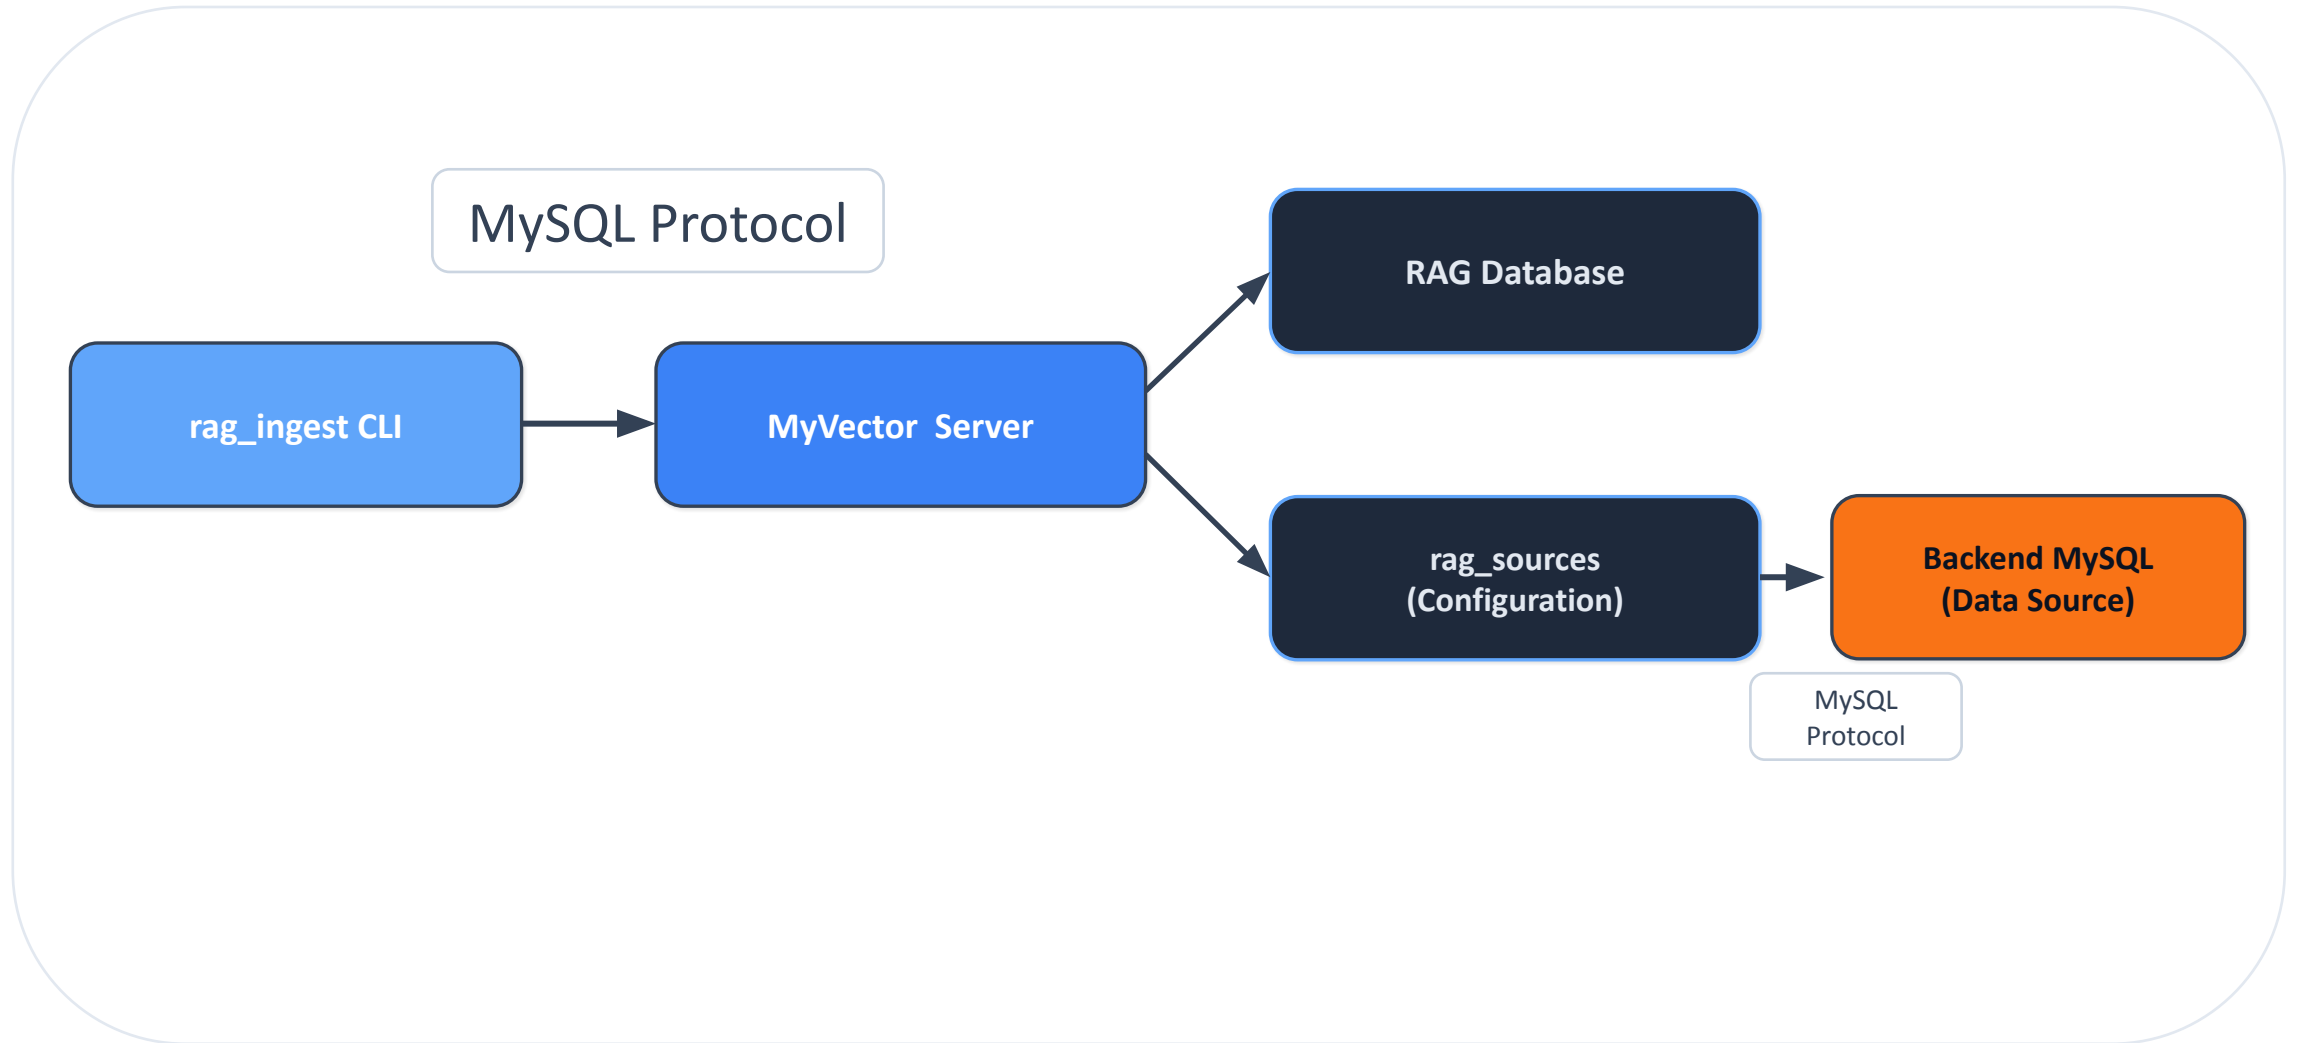 MySQL Protocol
RAG Database
rag_ingest CLI
MyVector  Server
rag_sources
(Configuration)
Backend MySQL
(Data Source)
MySQL
Protocol